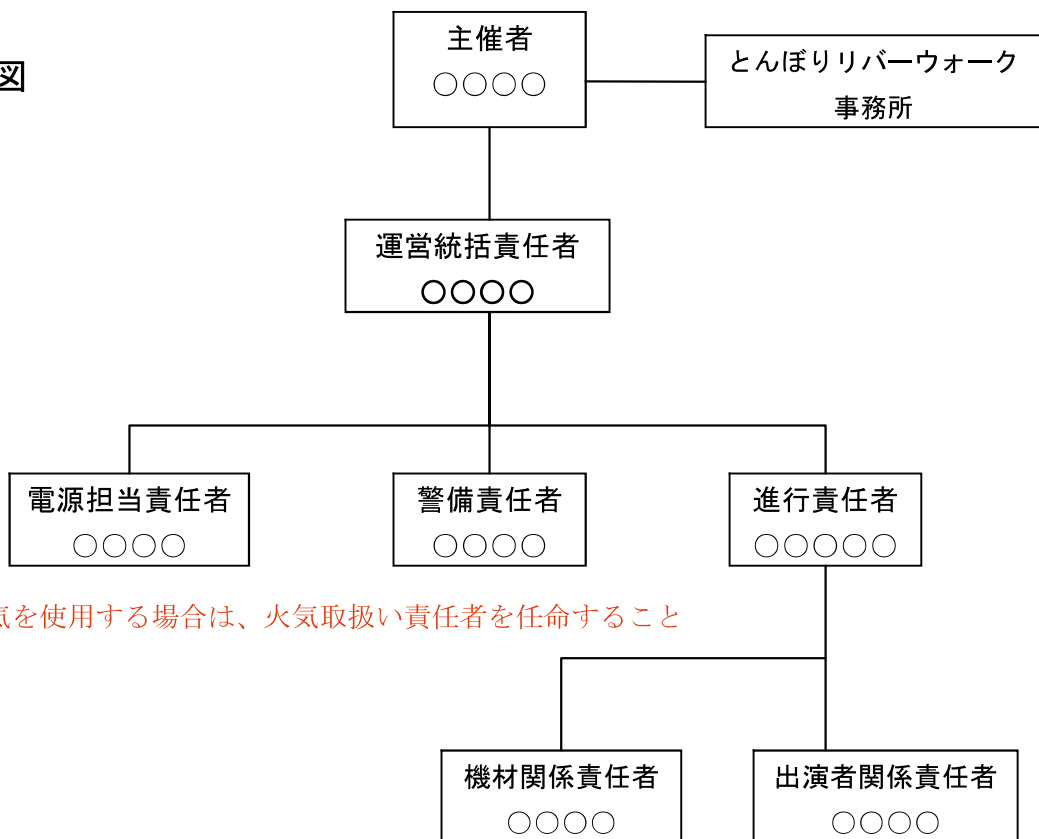 図
主催者
○○○○
とんぼりリバーウォーク
事務所
運営統括責任者
○○○○
電源担当責任者
○○○○
警備責任者
○○○○
進行責任者
○○○○○
気を使用する場合は、火気取扱い責任者を任命すること
機材関係責任者
○○○○
出演者関係責任者
○○○○